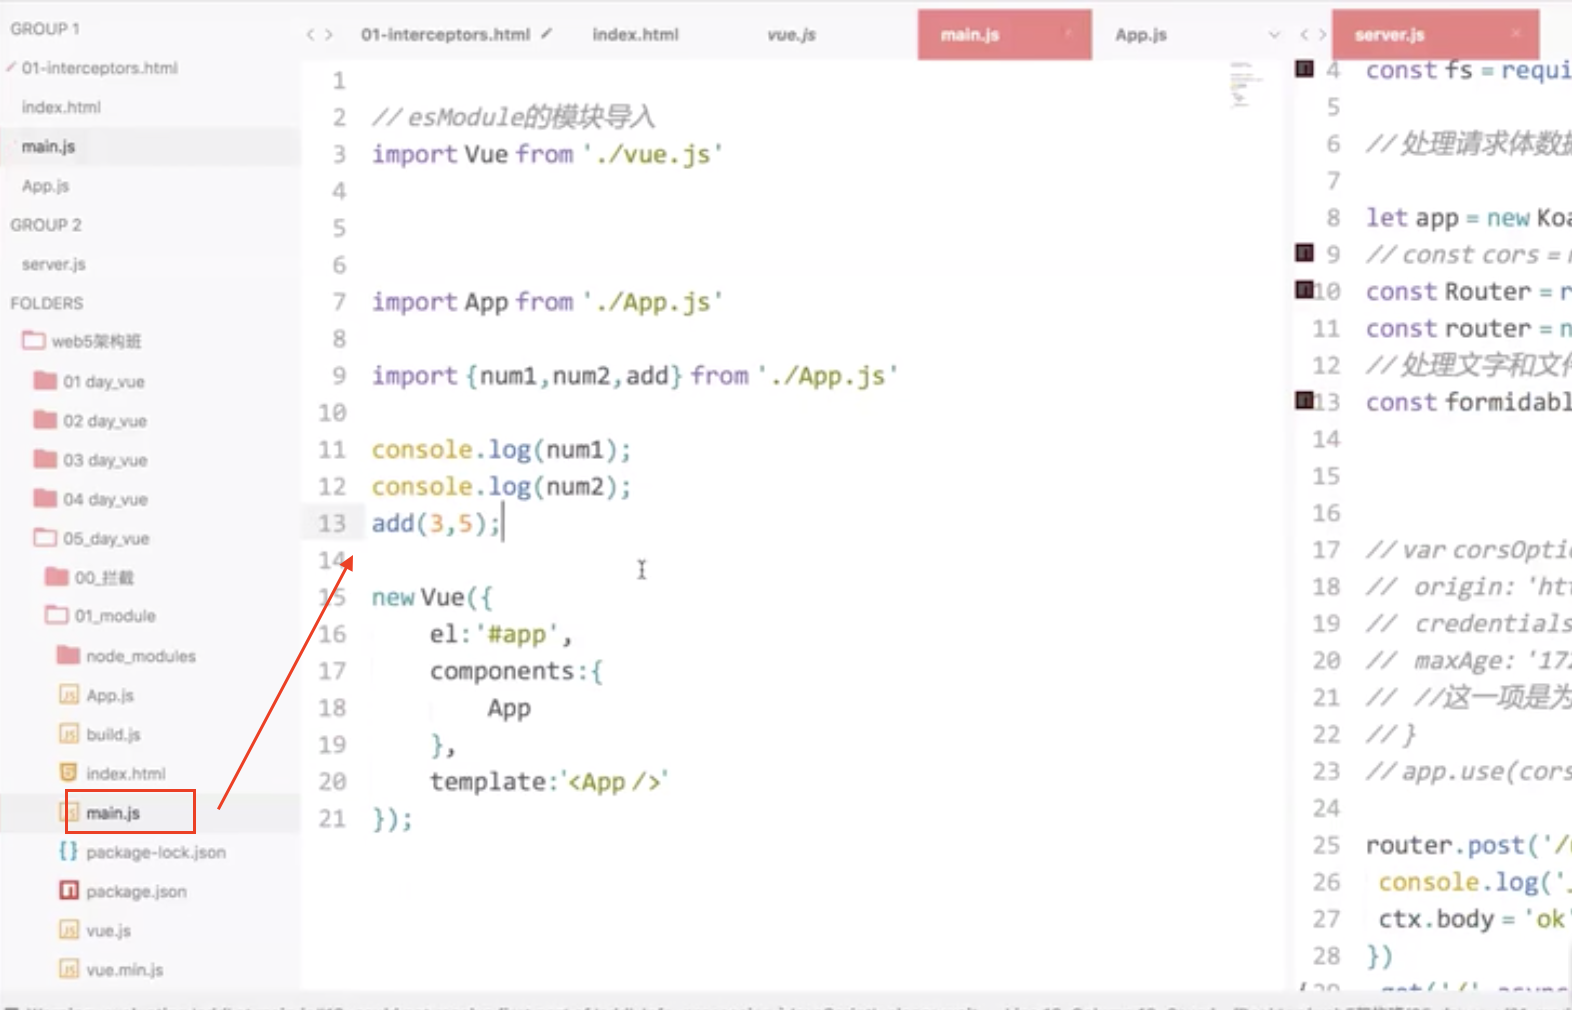 GROUP 1
01-interceptors.html
index.html
main.js
App.js
GROUP 2
server.js
FOLDERS
web5架构班
01 day_vue
02 day_vue
03 day_vue
04 day_vue
05_day_vue
00_拦截
01_module
node_modules
App.js
build.js
index.html
main.js
package-lock.json
package.json
vue.js
vue.min.js
01-interceptors.html
index.html
vue.js
main.js
App.js
1
2 // esModule的模块导入
3 import Vue from './vue.js'
4
5
6
7 import App from './App.js'
8
9 import {num1,num2,add} from './App.js'
10
11 console.log(num1);
12 console.log(num2);
13 add(3,5);
14
15 new Vue({
16 el:'#app',
17 components:{
18 App
19 },
20 template:'<App />'
21 });
server.js
4 const fs = requi
5
6 // 处理请求体数据
7
8 let app = new Koa
9 // const cors = r
10 const Router = r
11 const router = n
12 // 处理文字和文件
13 const formidabl
14
15
16
17 // var corsOptio
18 // origin: 'htt
19 // credentials
20 // maxAge: '172
21 // //这一项是为
22 // }
23 // app.use(cors
24
25 router.post('/
26 console.log('.
27 ctx.body = 'ok'
28 })